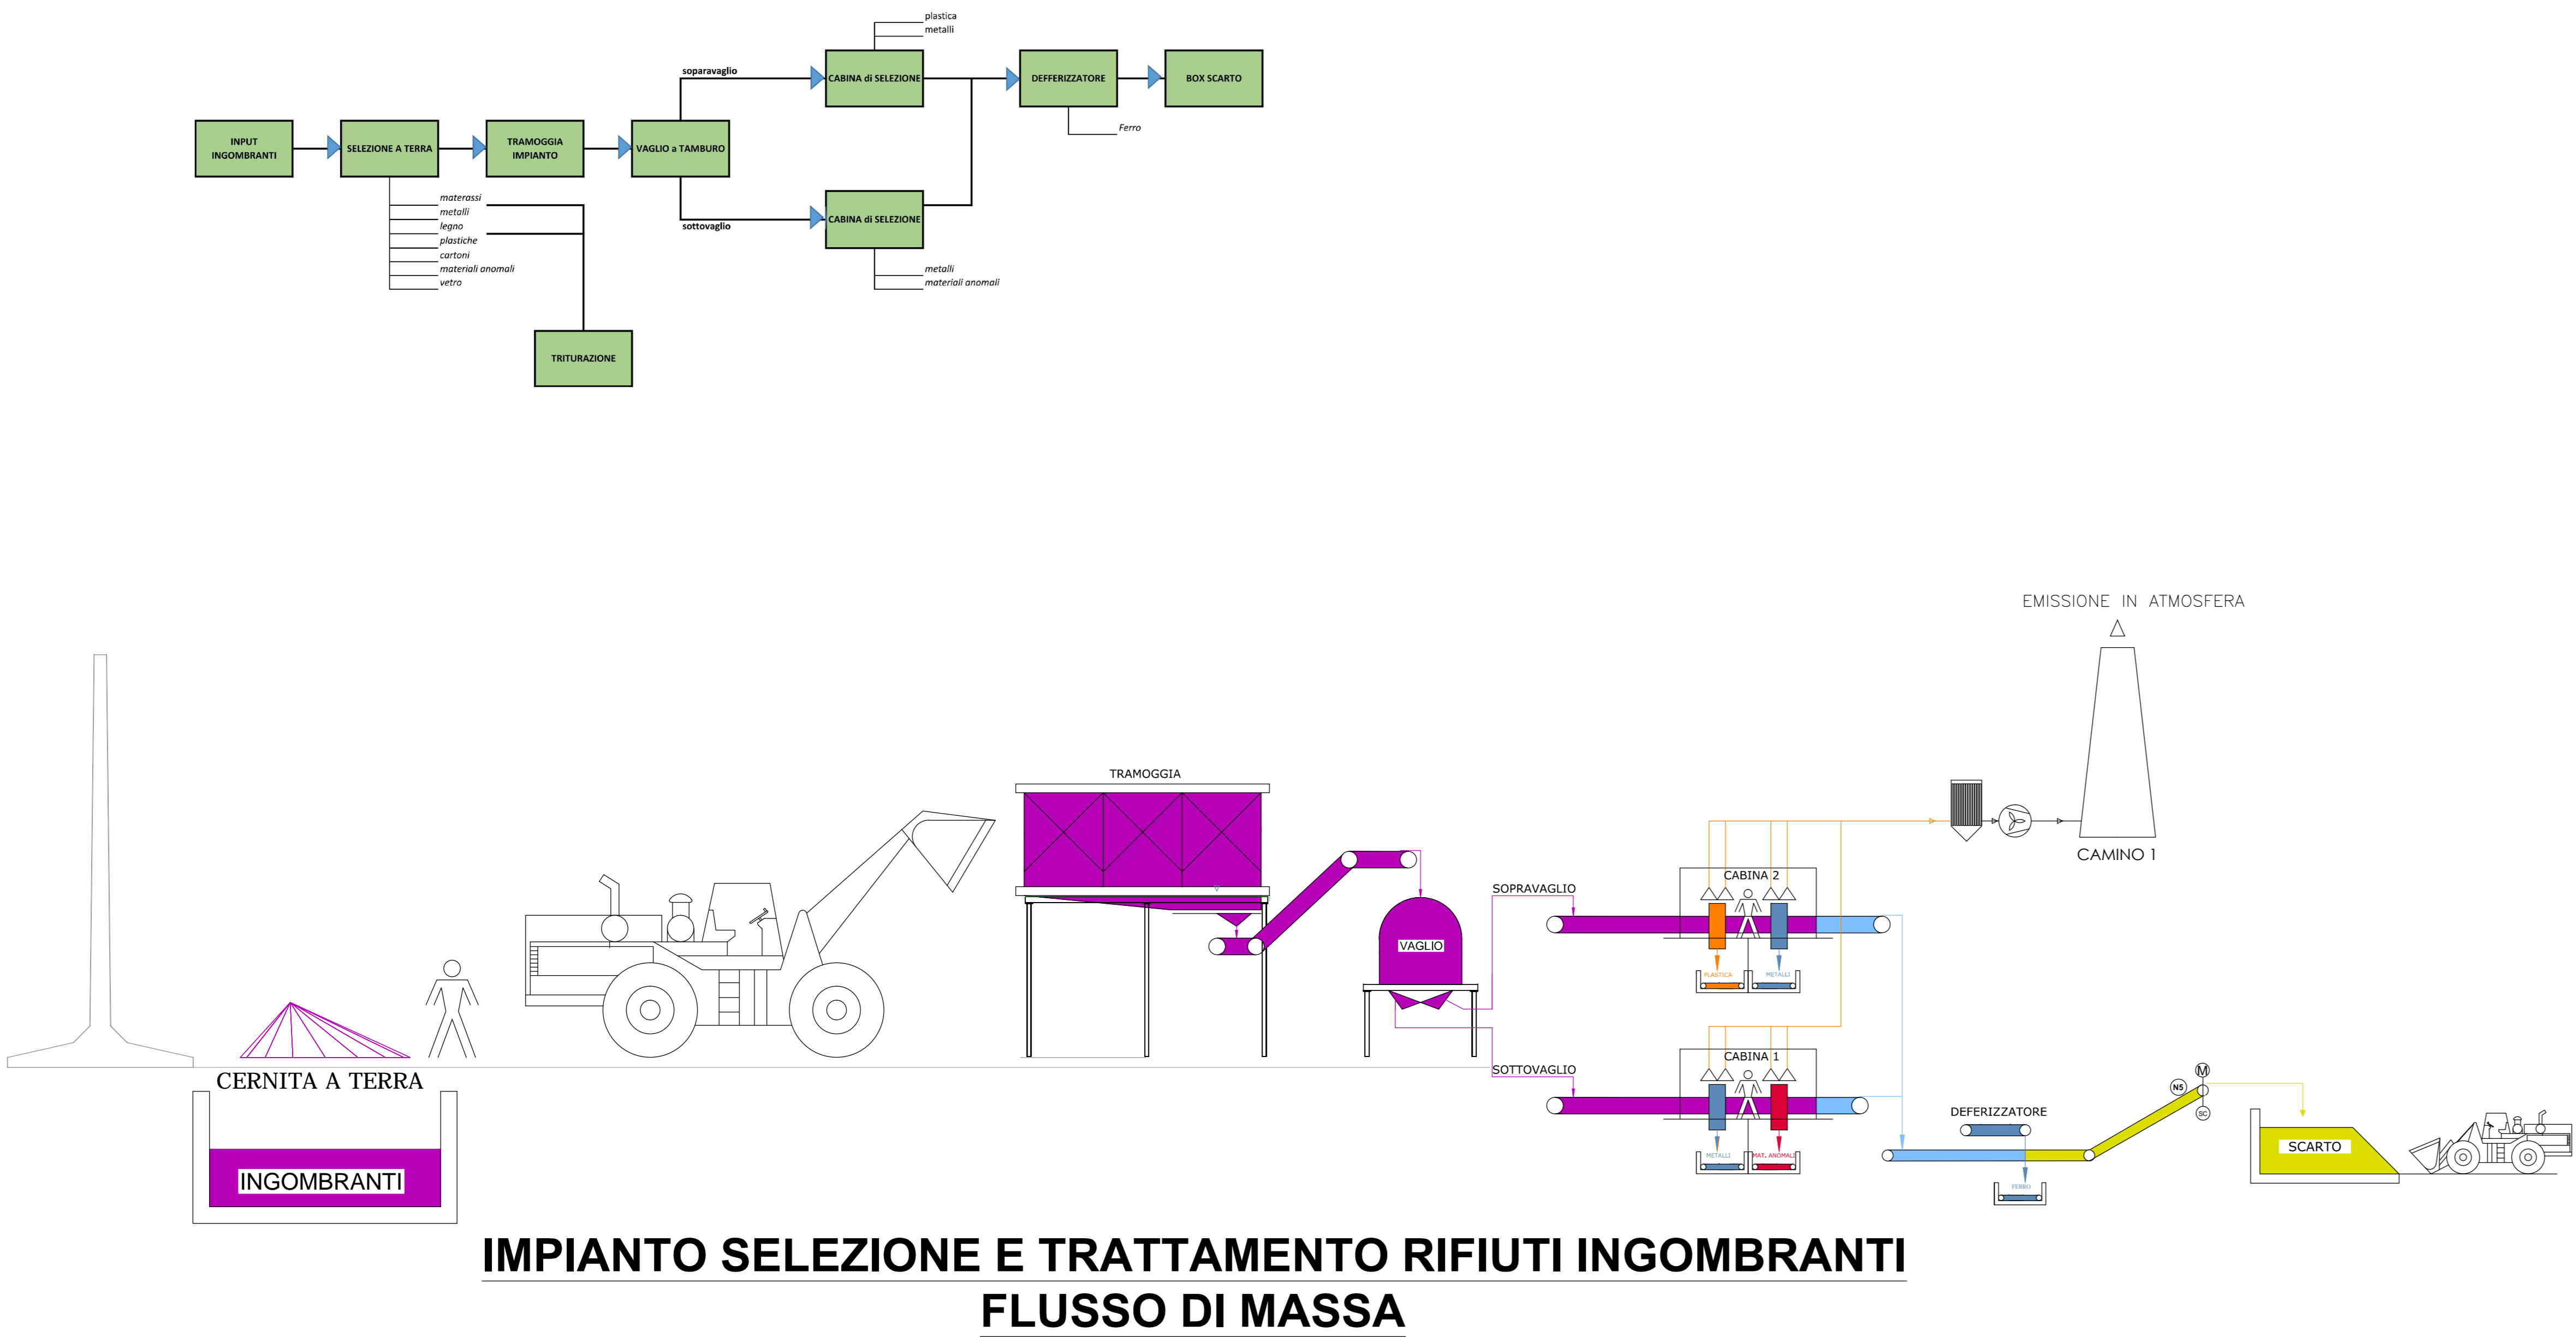 plastica
metalli
soparavaglio
CABINA di SELEZIONE
DEFFERIZZATORE
BOX SCARTO
Ferro
INPUT
INGOMBRANTI
SELEZIONE A TERRA
TRAMOGGIA
IMPIANTO
VAGLIO a TAMBURO
materassi
metalli
legno
plastiche
cartoni
materiali anomali
vetro
sottovaglio
CABINA di SELEZIONE
metalli
materiali anomali
TRITURAZIONE
EMISSIONE IN ATMOSFERA
CAMINO 1
TRAMOGGIA
VAGLIO
SOPRAVAGLIO
CABINA 2
PLASTICA
METALLI
SOTTOVAGLIO
CABINA 1
METALLI
MAT. ANOMALI
DEFERIZZATORE
FERRO
N5
M
SC
SCARTO
CERNITA A TERRA
INGOMBRANTI
IMPIANTO SELEZIONE E TRATTAMENTO RIFIUTI INGOMBRANTI
FLUSSO DI MASSA